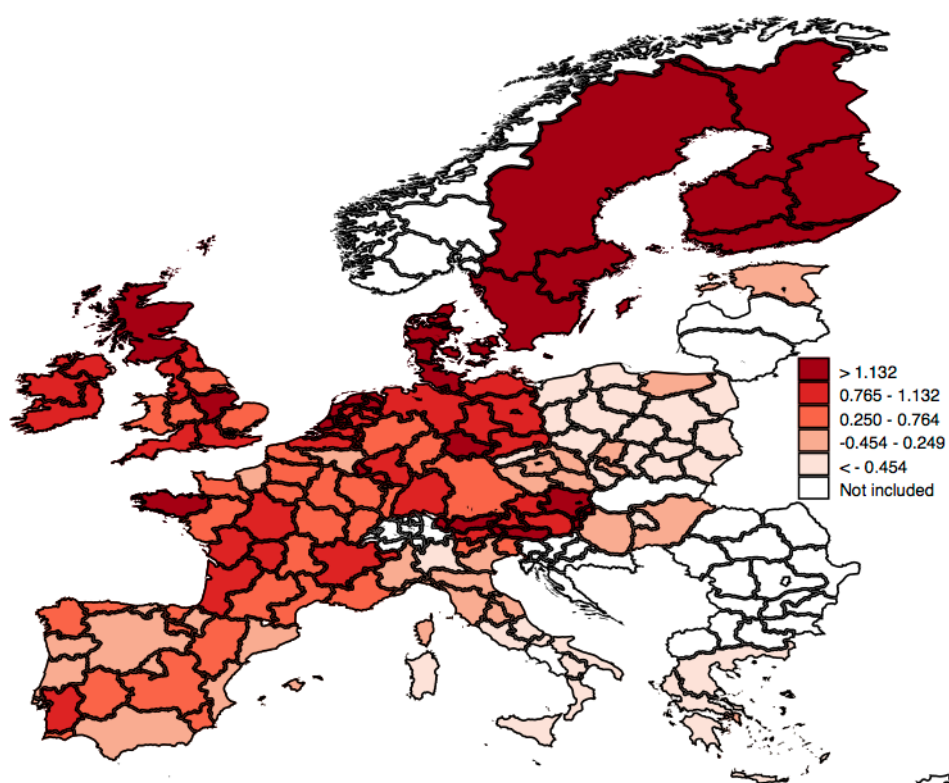 > 1.132
0.765 - 1.132
0.250 - 0.764
-0.454 - 0.249
< - 0.454
Not included